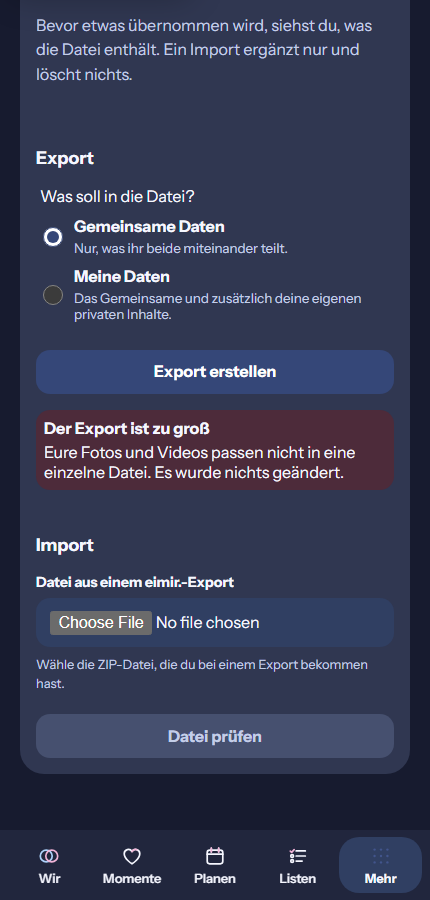 Bevor etwas übernommen wird, siehst du, was
die Datei enthält. Ein Import ergänzt nur und
löscht nichts.
Export
Was soll in die Datei?
Gemeinsame Daten
Nur, was ihr beide miteinander teilt.
Meine Daten
Das Gemeinsame und zusätzlich deine eigenen
privaten Inhalte.
Export erstellen
Der Export ist zu groß
Eure Fotos und Videos passen nicht in eine
einzelne Datei. Es wurde nichts geändert.
Import
Datei aus einem eimir.-Export
Choose File No file chosen
Wähle die ZIP-Datei, die du bei einem Export bekommen
hast.
Datei prüfen
Wir Momente Planen Listen Mehr